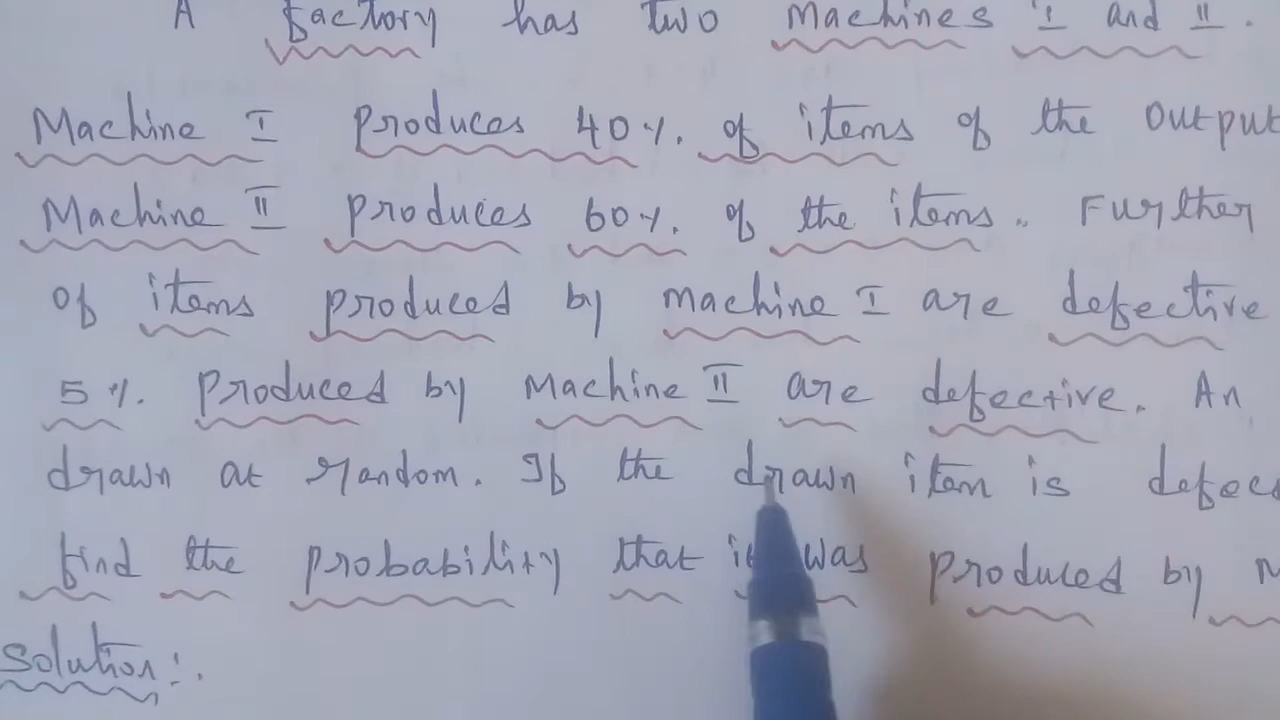 A factory has two Machines I and II.
Machine I Produces 40%. of items of the Output
Machine II produces 60%. of the items. Further
Of items produced by machine I are defective
5%. Produced by Machine II are defective. An
drawn at random. If the drawn item is defec
find the probability that it was produced by M
Solution:.